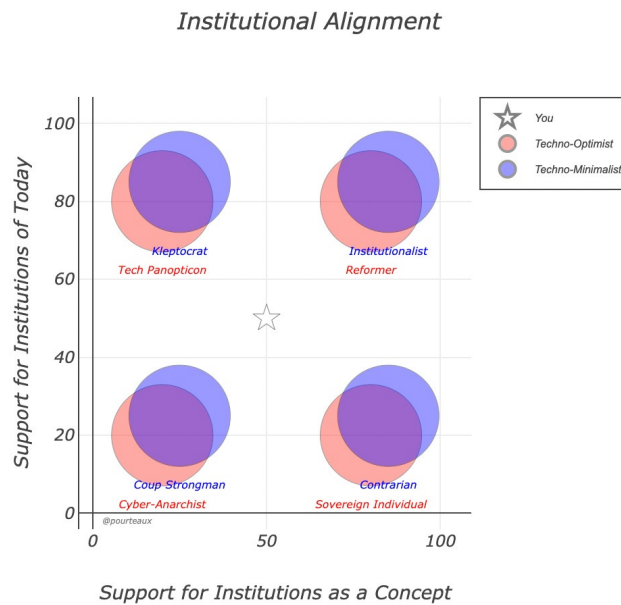 Institutional Alignment
You
Techno-Optimist
Techno-Minimalist
Support for Institutions of Today
100
80
60
40
20
0
Kleptocrat
Tech Panopticon
Institutionalist
Reformer
Coup Strongman
Cyber-Anarchist
Contrarian
Sovereign Individual
@pourteaux
0
50
100
Support for Institutions as a Concept